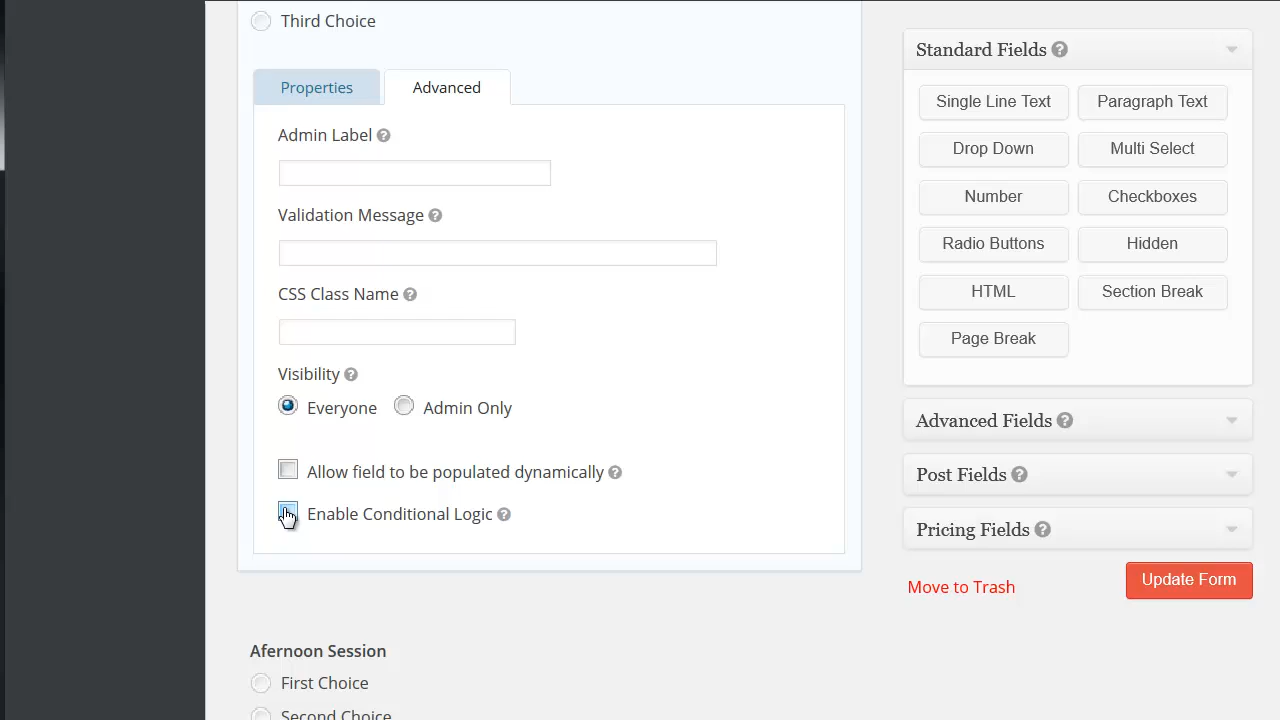 Third Choice
Properties
Advanced
Admin Label
Validation Message
CSS Class Name
Visibility
Everyone
Admin Only
Allow field to be populated dynamically
Enable Conditional Logic
Afernoon Session
First Choice
Second Choice
Standard Fields
Single Line Text
Paragraph Text
Drop Down
Multi Select
Number
Checkboxes
Radio Buttons
Hidden
HTML
Section Break
Page Break
Advanced Fields
Post Fields
Pricing Fields
Move to Trash
Update Form